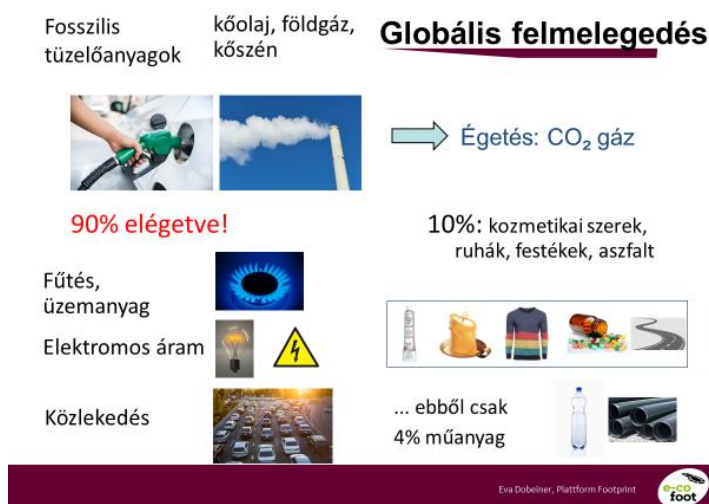 Fosszilis
tüzelőanyagok
kőolaj, földgáz,
kőszén
Globális felmelegedés
Égetés: CO₂ gáz
90% elégetve!
10%: kozmetikai szerek,
ruhák, festékek, aszfalt
Fűtés,
üzemanyag
Elektromos áram
Közlekedés
... ebből csak
4% műanyag
Eva Dobeiner, Plattform Footprint
e-co
foot